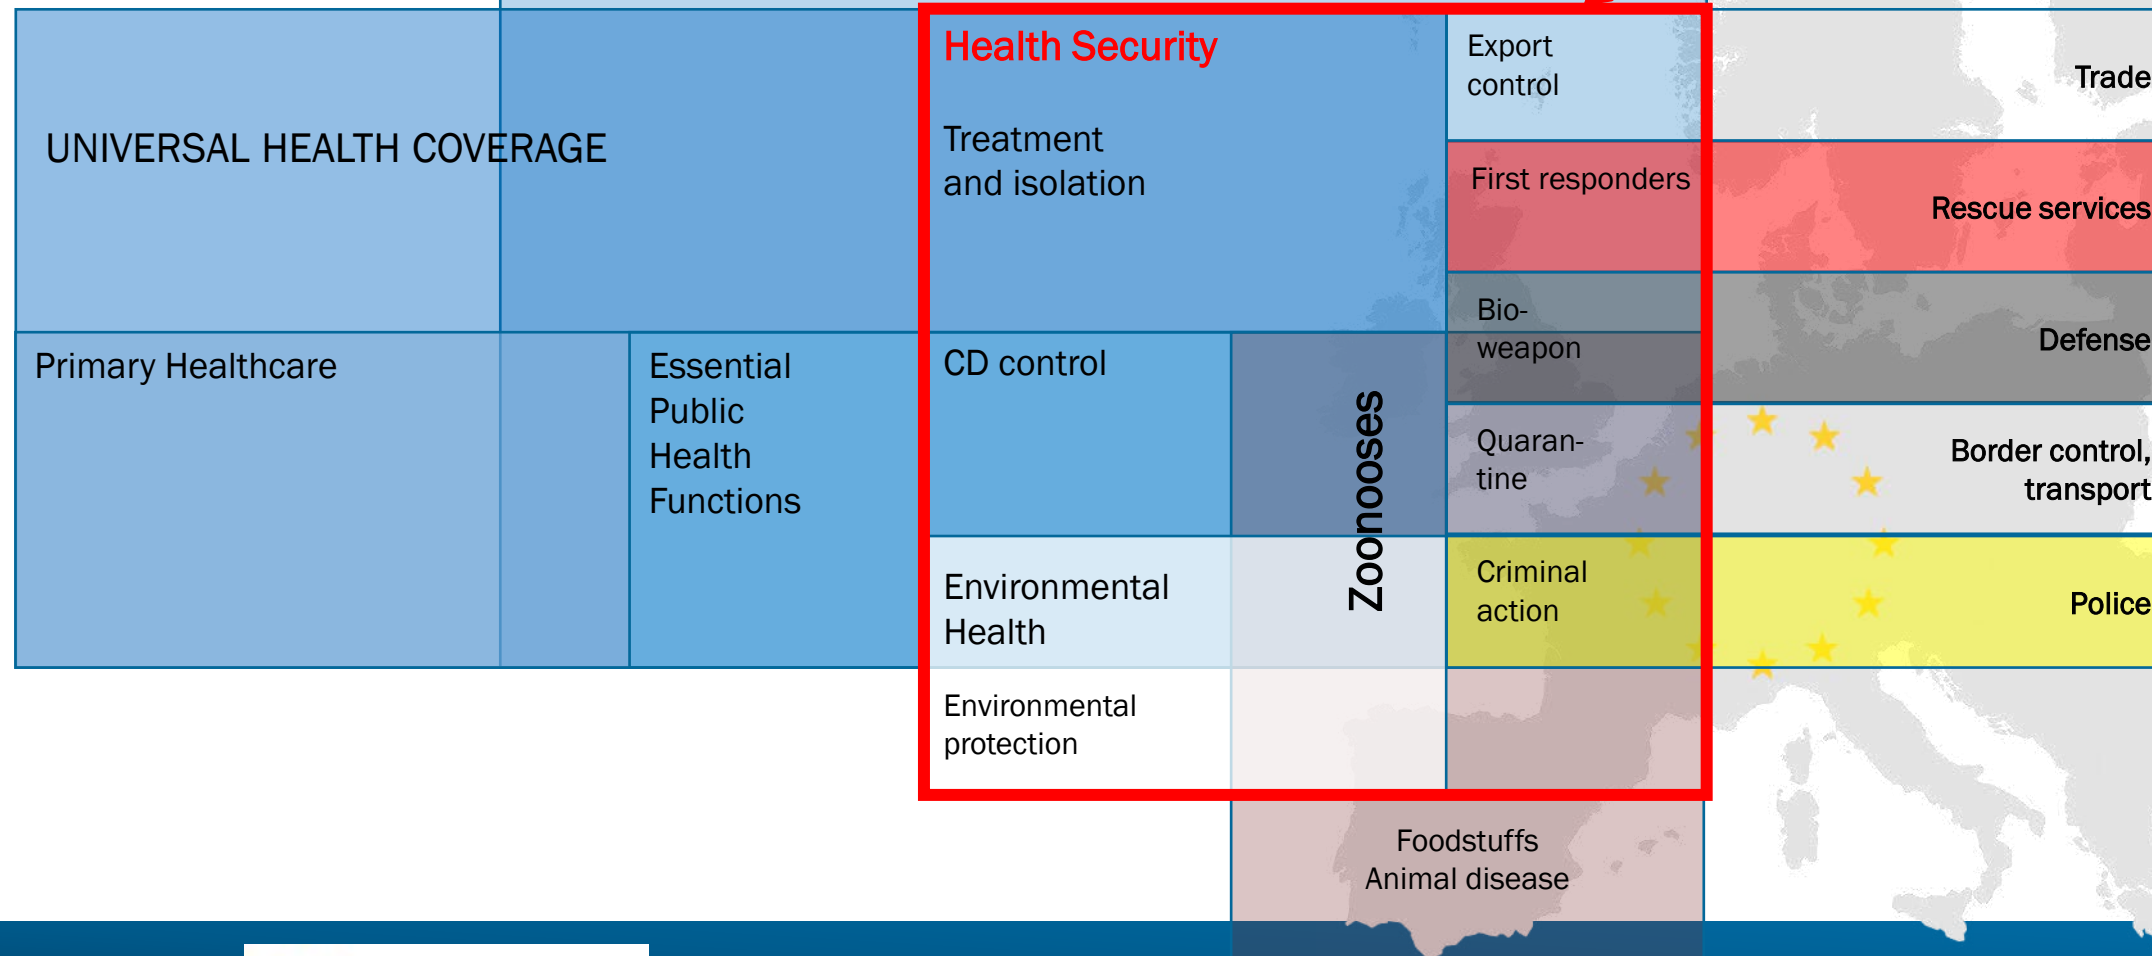 Health Security
Treatment
and isolation
Export
control
Trade
UNIVERSAL HEALTH COVERAGE
First responders
Rescue services
Bio-
weapon
Defense
Primary Healthcare
Essential
Public
Health
Functions
CD control
Zoonooses
Quaran-
tine
Border control,
transport
Environmental
Health
Criminal
action
Police
Environmental
protection
Foodstuffs
Animal disease